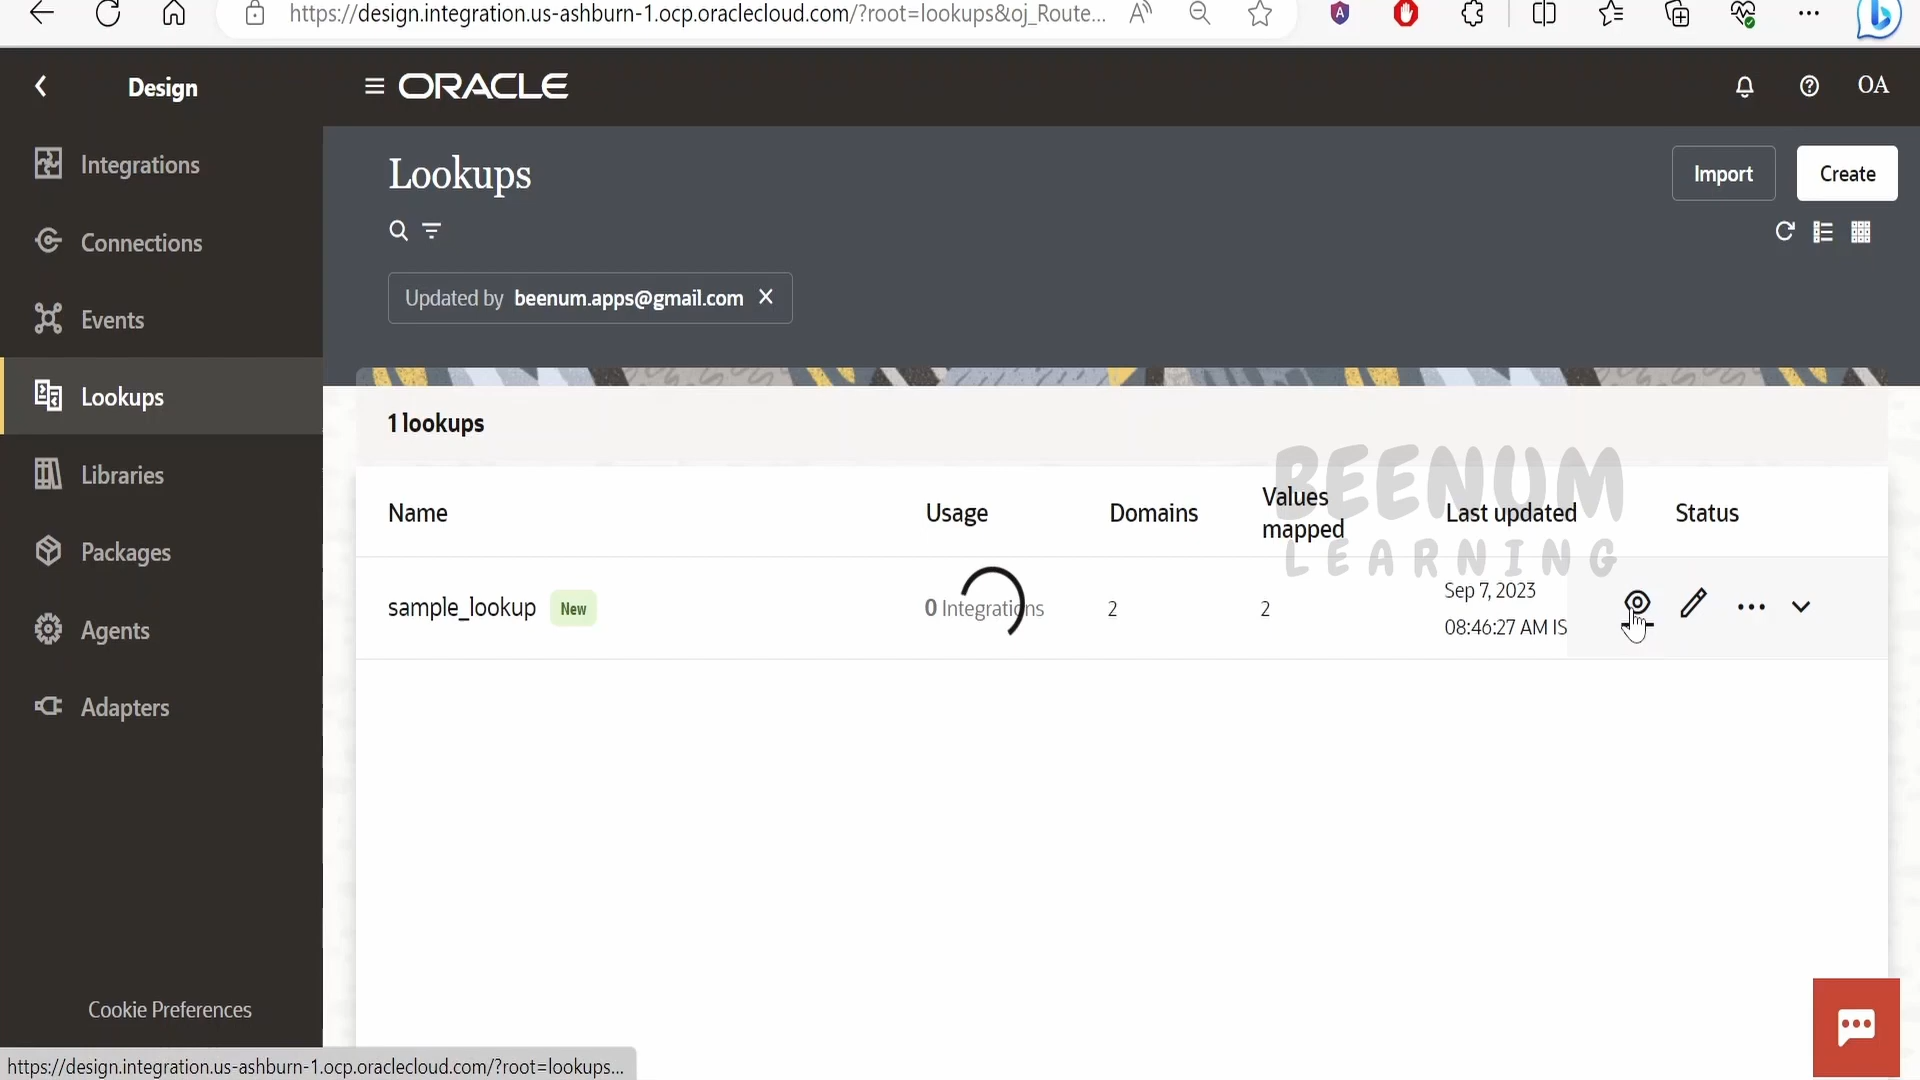 https://design.integration.us-ashburn-1.ocp.oraclecloud.com/?root=lookups&oj_Route...
Design
ORACLE
OA
Integrations
Connections
Events
Lookups
Libraries
Packages
Agents
Adapters
Cookie Preferences
Lookups
Import
Create
Updated by beenum.apps@gmail.com
1 lookups
BEENUM
LEARNING
Name Usage Domains Values mapped Last updated Status
sample_lookup New 0 Integrations 2 2 Sep 7, 2023
08:46:27 AM IS
https://design.integration.us-ashburn-1.ocp.oraclecloud.com/?root=lookups...